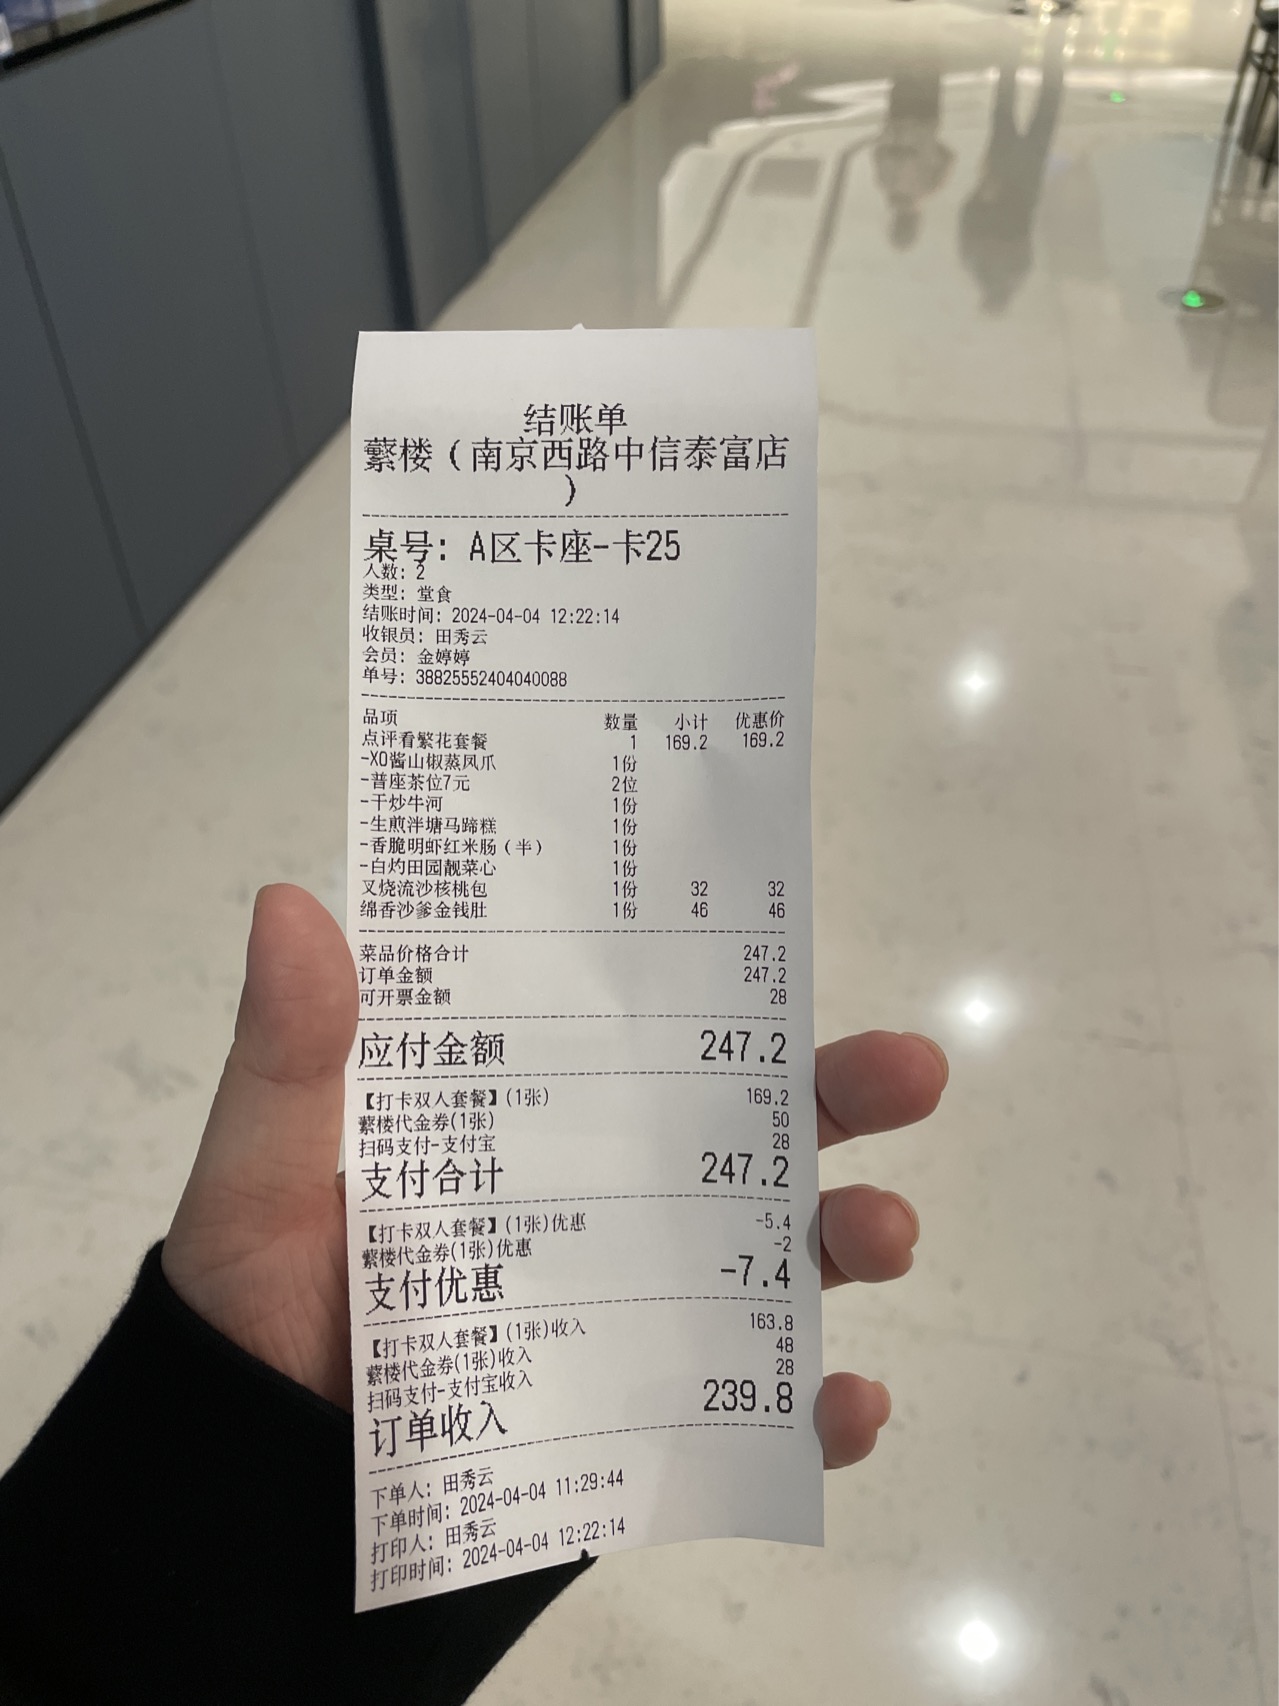 结账单
蘩楼（南京西路中信泰富店
）
桌号: A区卡座-卡25
人数: 2
类型: 堂食
结账时间: 2024-04-04 12:22:14
收银员: 田秀云
会员: 金婷婷
单号: 38825552404040088
品项 数量 小计 优惠价
点评看繁花套餐 1 169.2 169.2
-XO酱山椒蒸凤爪 1份
-普座茶位7元 2位
-干炒牛河 1份
-生煎泮塘马蹄糕 1份
-香脆明虾红米肠（半） 1份
-白灼田园靓菜心 1份
叉烧流沙核桃包 1份 32 32
绵香沙爹金钱肚 1份 46 46
菜品价格合计 247.2
订单金额 247.2
可开票金额 28
应付金额 247.2
【打卡双人套餐】(1张) 169.2
蘩楼代金券(1张) 50
扫码支付-支付宝 28
支付合计 247.2
【打卡双人套餐】(1张)优惠 -5.4
蘩楼代金券(1张)优惠 -2
支付优惠 -7.4
【打卡双人套餐】(1张)收入 163.8
蘩楼代金券(1张)收入 48
扫码支付-支付宝收入 28
订单收入 239.8
下单人: 田秀云
下单时间: 2024-04-04 11:29:44
打印人: 田秀云
打印时间: 2024-04-04 12:22:14